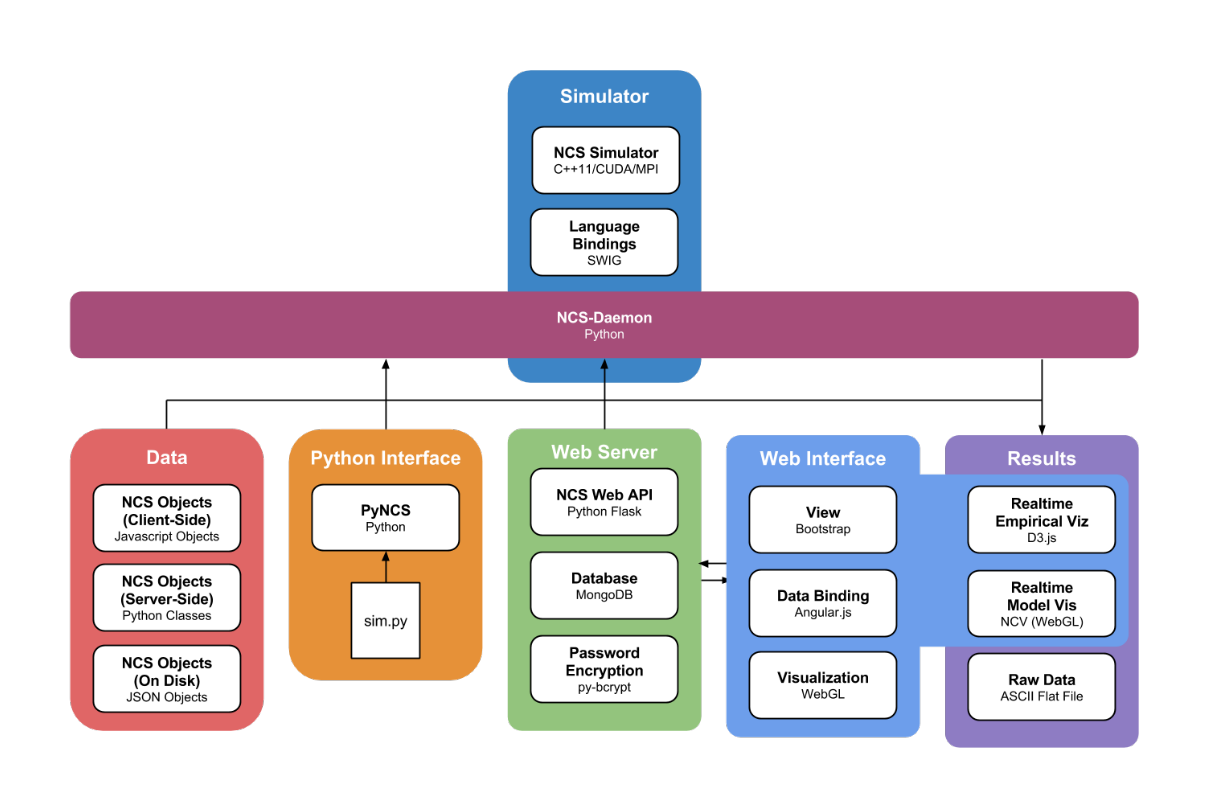 Simulator
NCS Simulator
C++11/CUDA/MPI
Language
Bindings
SWIG
NCS-Daemon
Python
Data
NCS Objects
(Client-Side)
Javascript Objects
NCS Objects
(Server-Side)
Python Classes
NCS Objects
(On Disk)
JSON Objects
Python Interface
PyNCS
Python
sim.py
Web Server
NCS Web API
Python Flask
Database
MongoDB
Password
Encryption
py-bcrypt
Web Interface
View
Bootstrap
Data Binding
Angular.js
Visualization
WebGL
Results
Realtime
Empirical Viz
D3.js
Realtime
Model Vis
NCV (WebGL)
Raw Data
ASCII Flat File